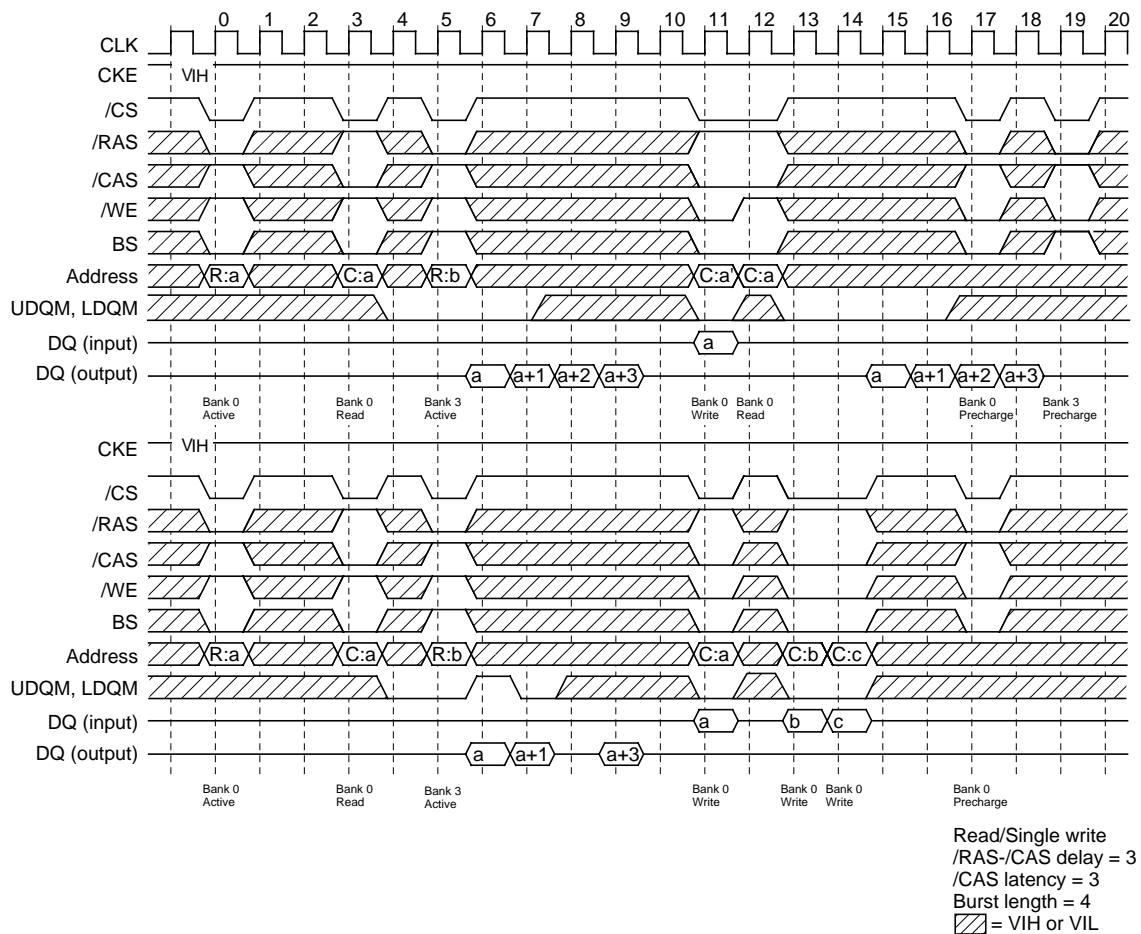 0 1 2 3 4 5 6 7 8 9 10 11 12 13 14 15 16 17 18 19 20
CLK
CKE VIH
/CS
/RAS
/CAS
/WE
BS
Address R:a C:a R:b C:a' C:a
UDQM, LDQM
DQ (input) a
DQ (output) a a+1 a+2 a+3 a a+1 a+2 a+3
Bank 0 Bank 0 Bank 3 Bank 0 Bank 0 Bank 0 Bank 3
Active Read Active Write Read Precharge Precharge
CKE VIH
/CS
/RAS
/CAS
/WE
BS
Address R:a C:a R:b C:a C:b C:c
UDQM, LDQM
DQ (input) a b c
DQ (output) a a+1 a+3
Bank 0 Bank 0 Bank 3 Bank 0 Bank 0 Bank 0 Bank 0
Active Read Active Write Write Write Precharge
Read/Single write
/RAS-/CAS delay = 3
/CAS latency = 3
Burst length = 4
= VIH or VIL